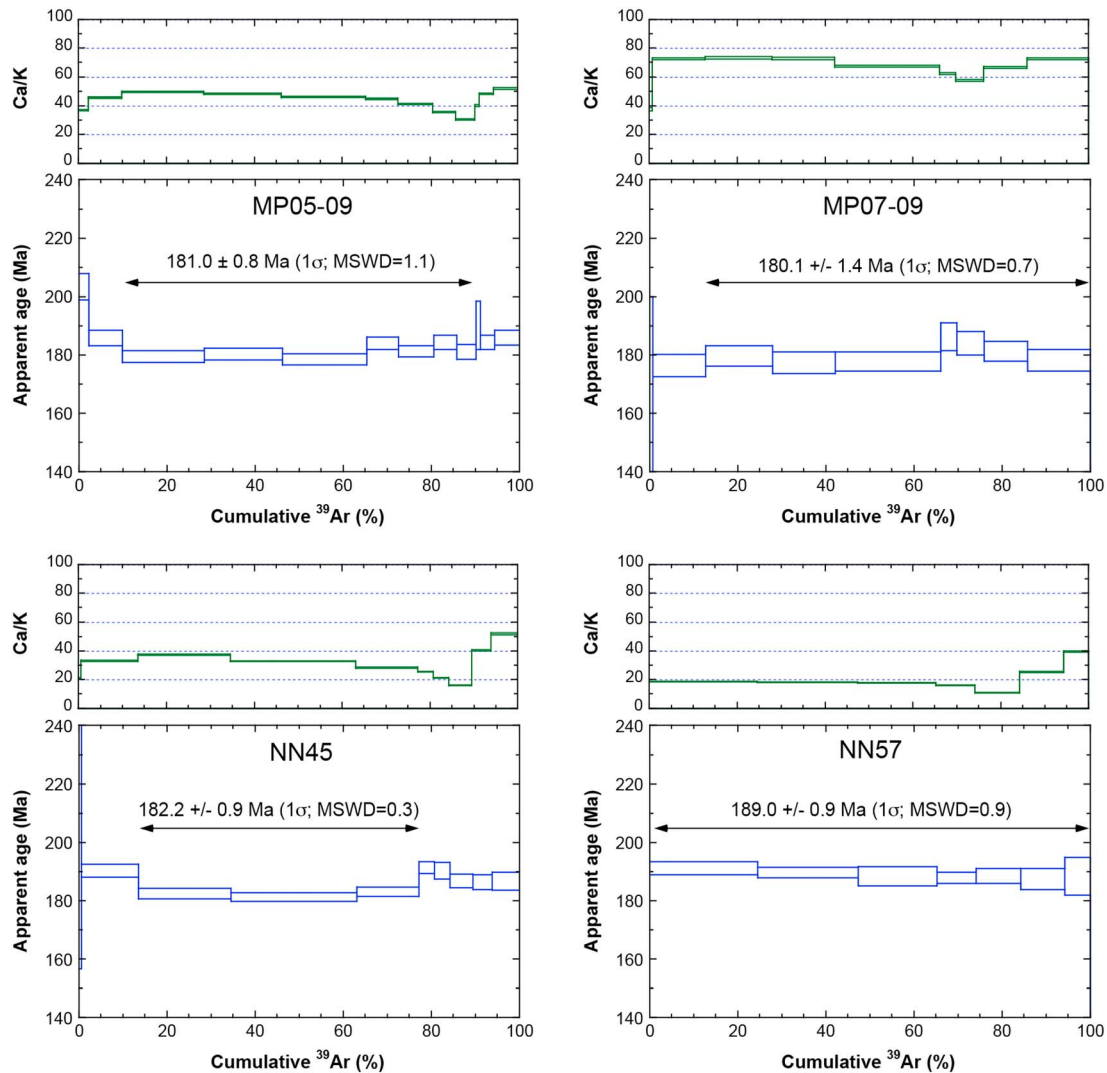 Ca/K
100
80
60
40
20
0
Apparent age (Ma)
240
220
200
180
160
140
MP05-09
181.0 ± 0.8 Ma (1σ; MSWD=1.1)
0 20 40 60 80 100
Cumulative ³⁹Ar (%)
Ca/K
100
80
60
40
20
0
Apparent age (Ma)
240
220
200
180
160
140
MP07-09
180.1 +/- 1.4 Ma (1σ; MSWD=0.7)
0 20 40 60 80 100
Cumulative ³⁹Ar (%)
Ca/K
100
80
60
40
20
0
Apparent age (Ma)
240
220
200
180
160
140
NN45
182.2 +/- 0.9 Ma (1σ; MSWD=0.3)
0 20 40 60 80 100
Cumulative ³⁹Ar (%)
Ca/K
100
80
60
40
20
0
Apparent age (Ma)
240
220
200
180
160
140
NN57
189.0 +/- 0.9 Ma (1σ; MSWD=0.9)
0 20 40 60 80 100
Cumulative ³⁹Ar (%)